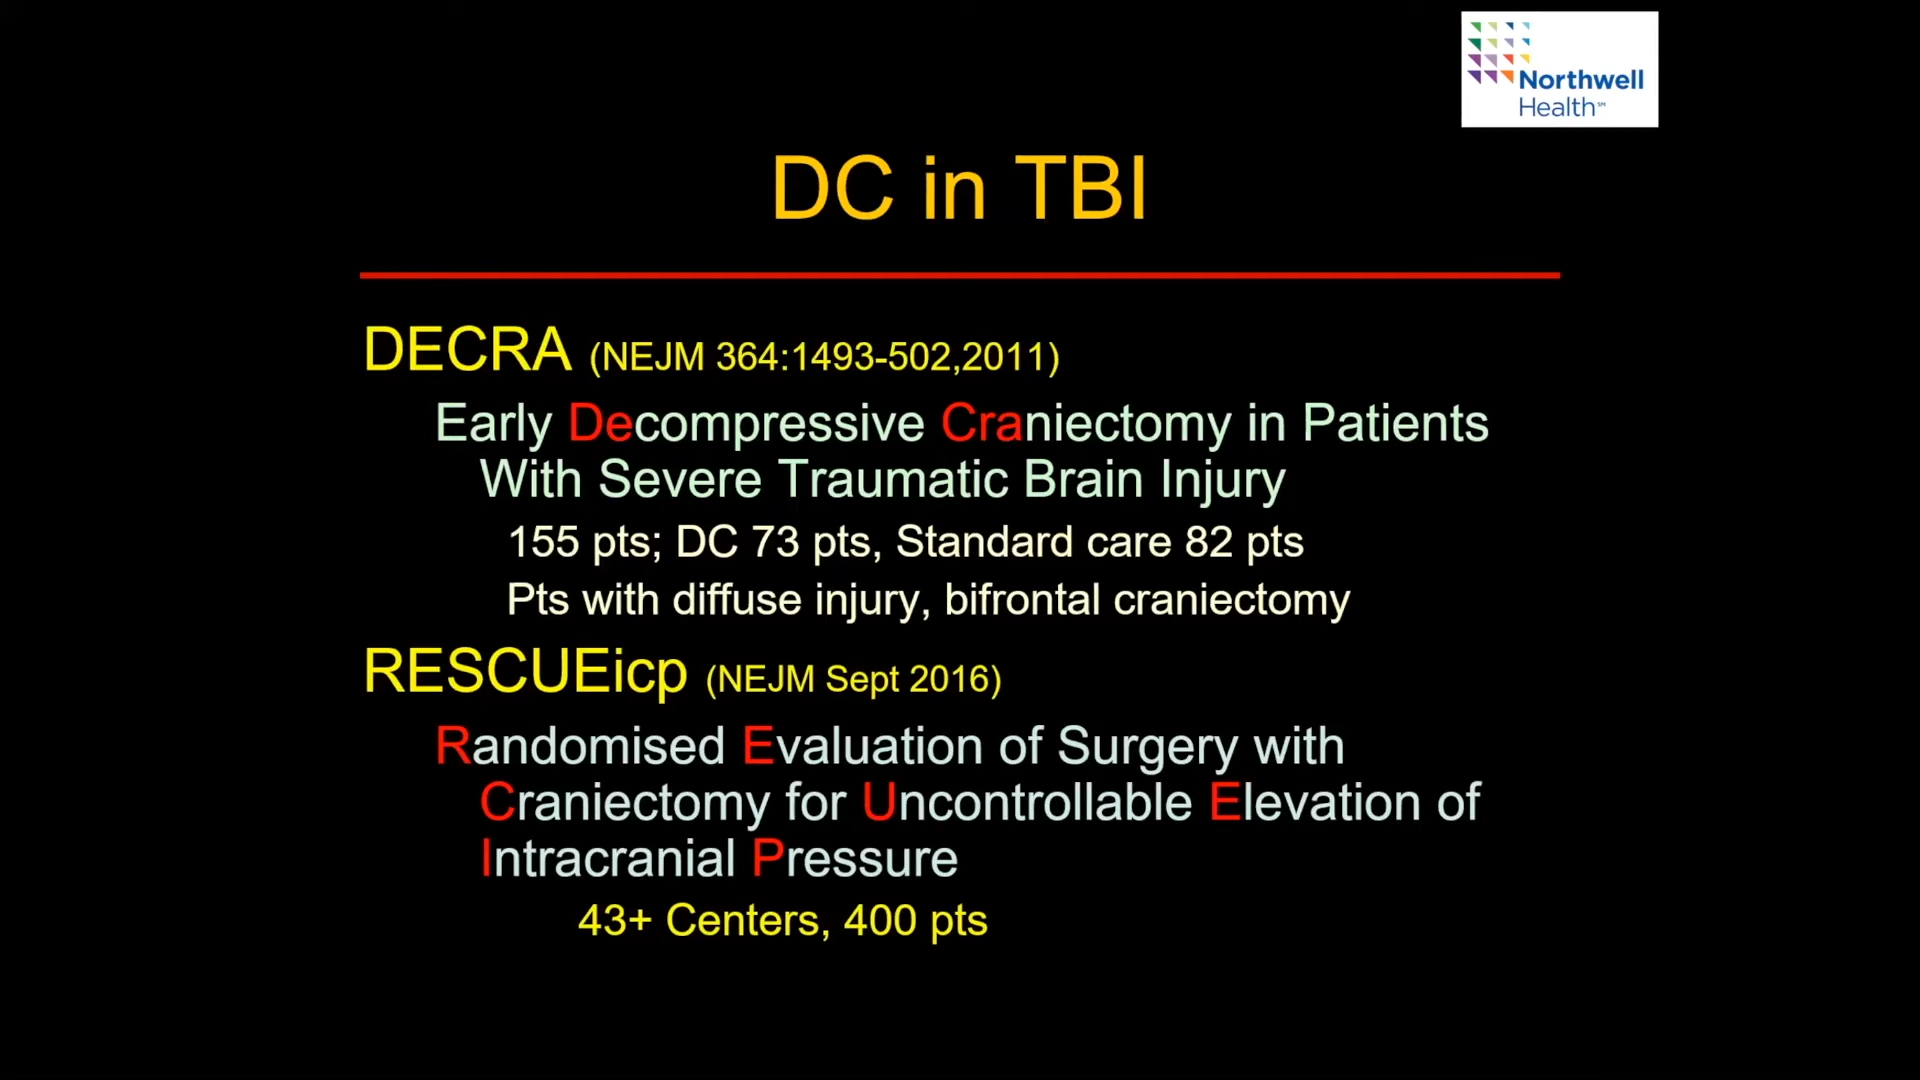 Northwell
Health℠
DC in TBI
DECRA (NEJM 364:1493-502,2011)
Early Decompressive Craniectomy in Patients
With Severe Traumatic Brain Injury
155 pts; DC 73 pts, Standard care 82 pts
Pts with diffuse injury, bifrontal craniectomy
RESCUEicp (NEJM Sept 2016)
Randomised Evaluation of Surgery with
Craniectomy for Uncontrollable Elevation of
Intracranial Pressure
43+ Centers, 400 pts